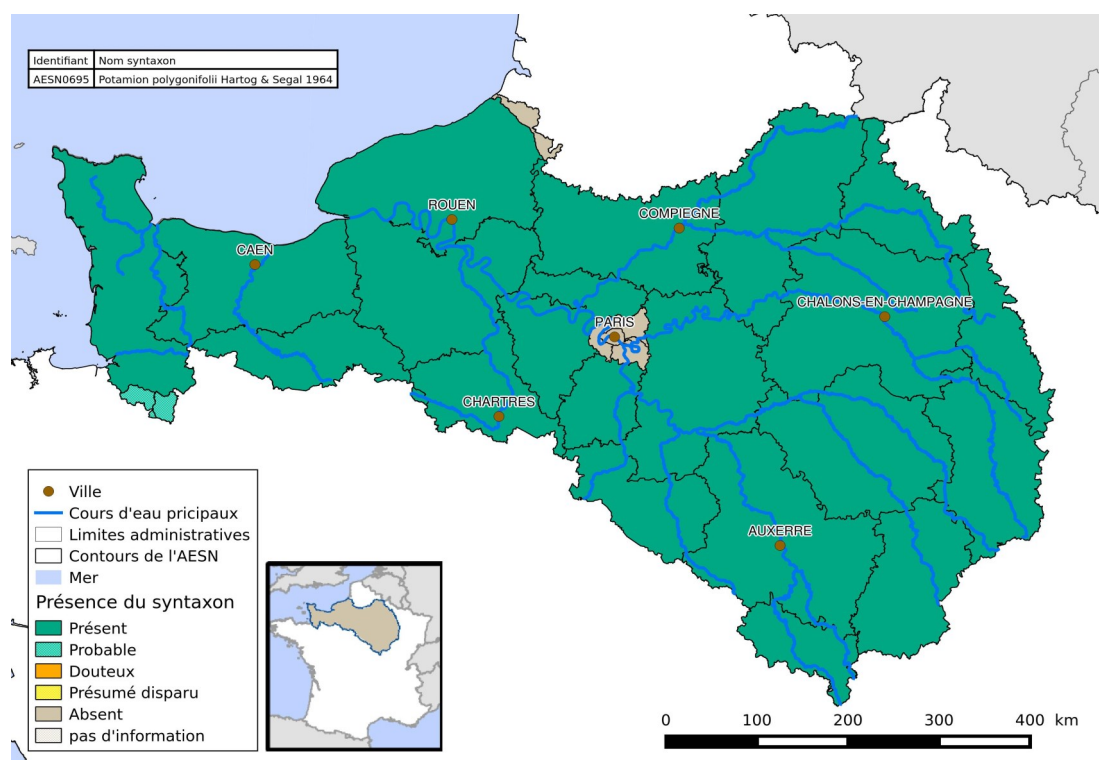 Identifiant Nom syntaxon
AESN0695 Potamion polygonifolii Hartog & Segal 1964
ROUEN
COMPIEGNE
CAEN
CHALONS-EN-CHAMPAGNE
PARIS
CHARTRES
AUXERRE
Ville
Cours d'eau pricipaux
Limites administratives
Contours de l'AESN
Mer
Présence du syntaxon
Présent
Probable
Douteux
Présumé disparu
Absent
pas d'information
0 100 200 300 400 km